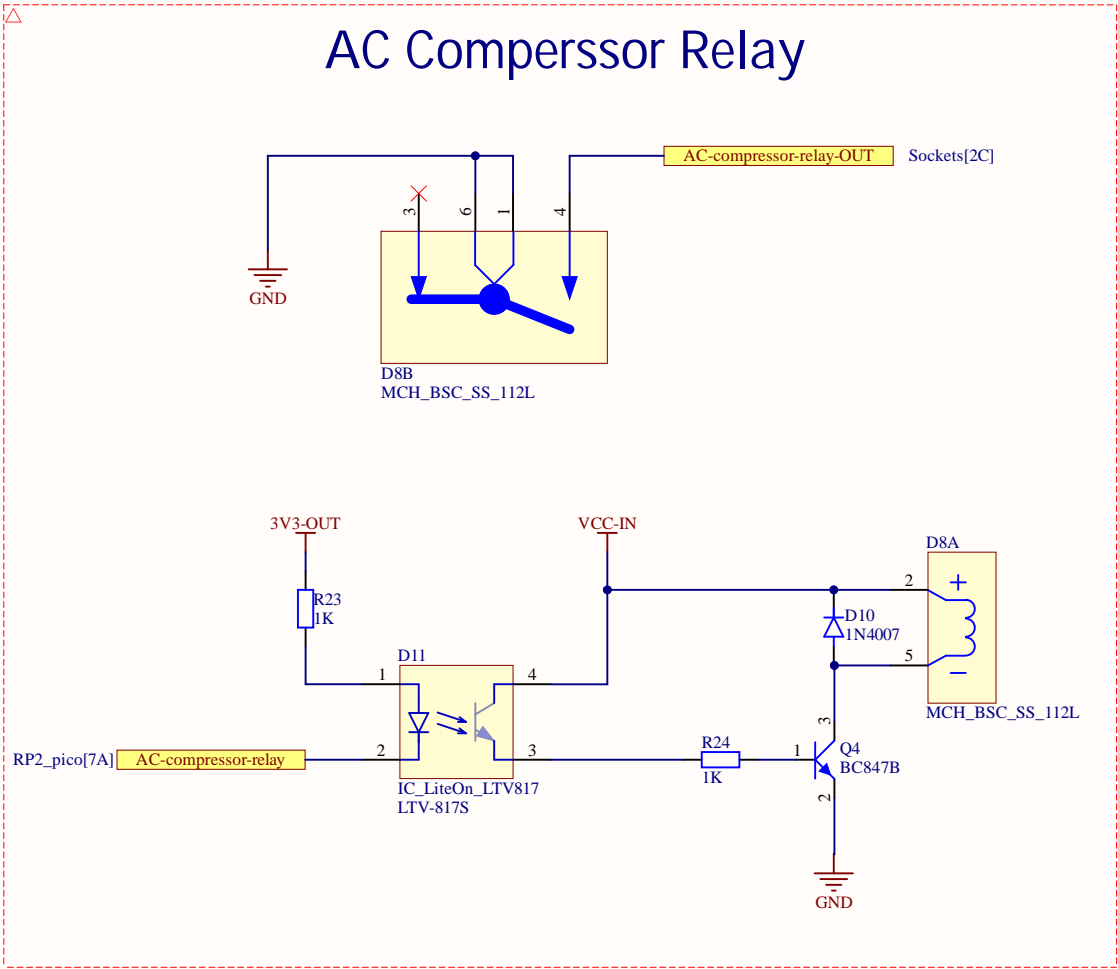 AC Comperssor Relay
AC-compressor-relay-OUT Sockets[2C]
3 6 1 4
GND
D8B
MCH_BSC_SS_112L
3V3-OUT VCC-IN
D8A
2 +
R23
1K
D10
1N4007
D11
5 −
1 4
MCH_BSC_SS_112L
3
RP2_pico[7A] AC-compressor-relay 2 3
R24
1K
1
Q4
BC847B
IC_LiteOn_LTV817
LTV-817S
2
GND